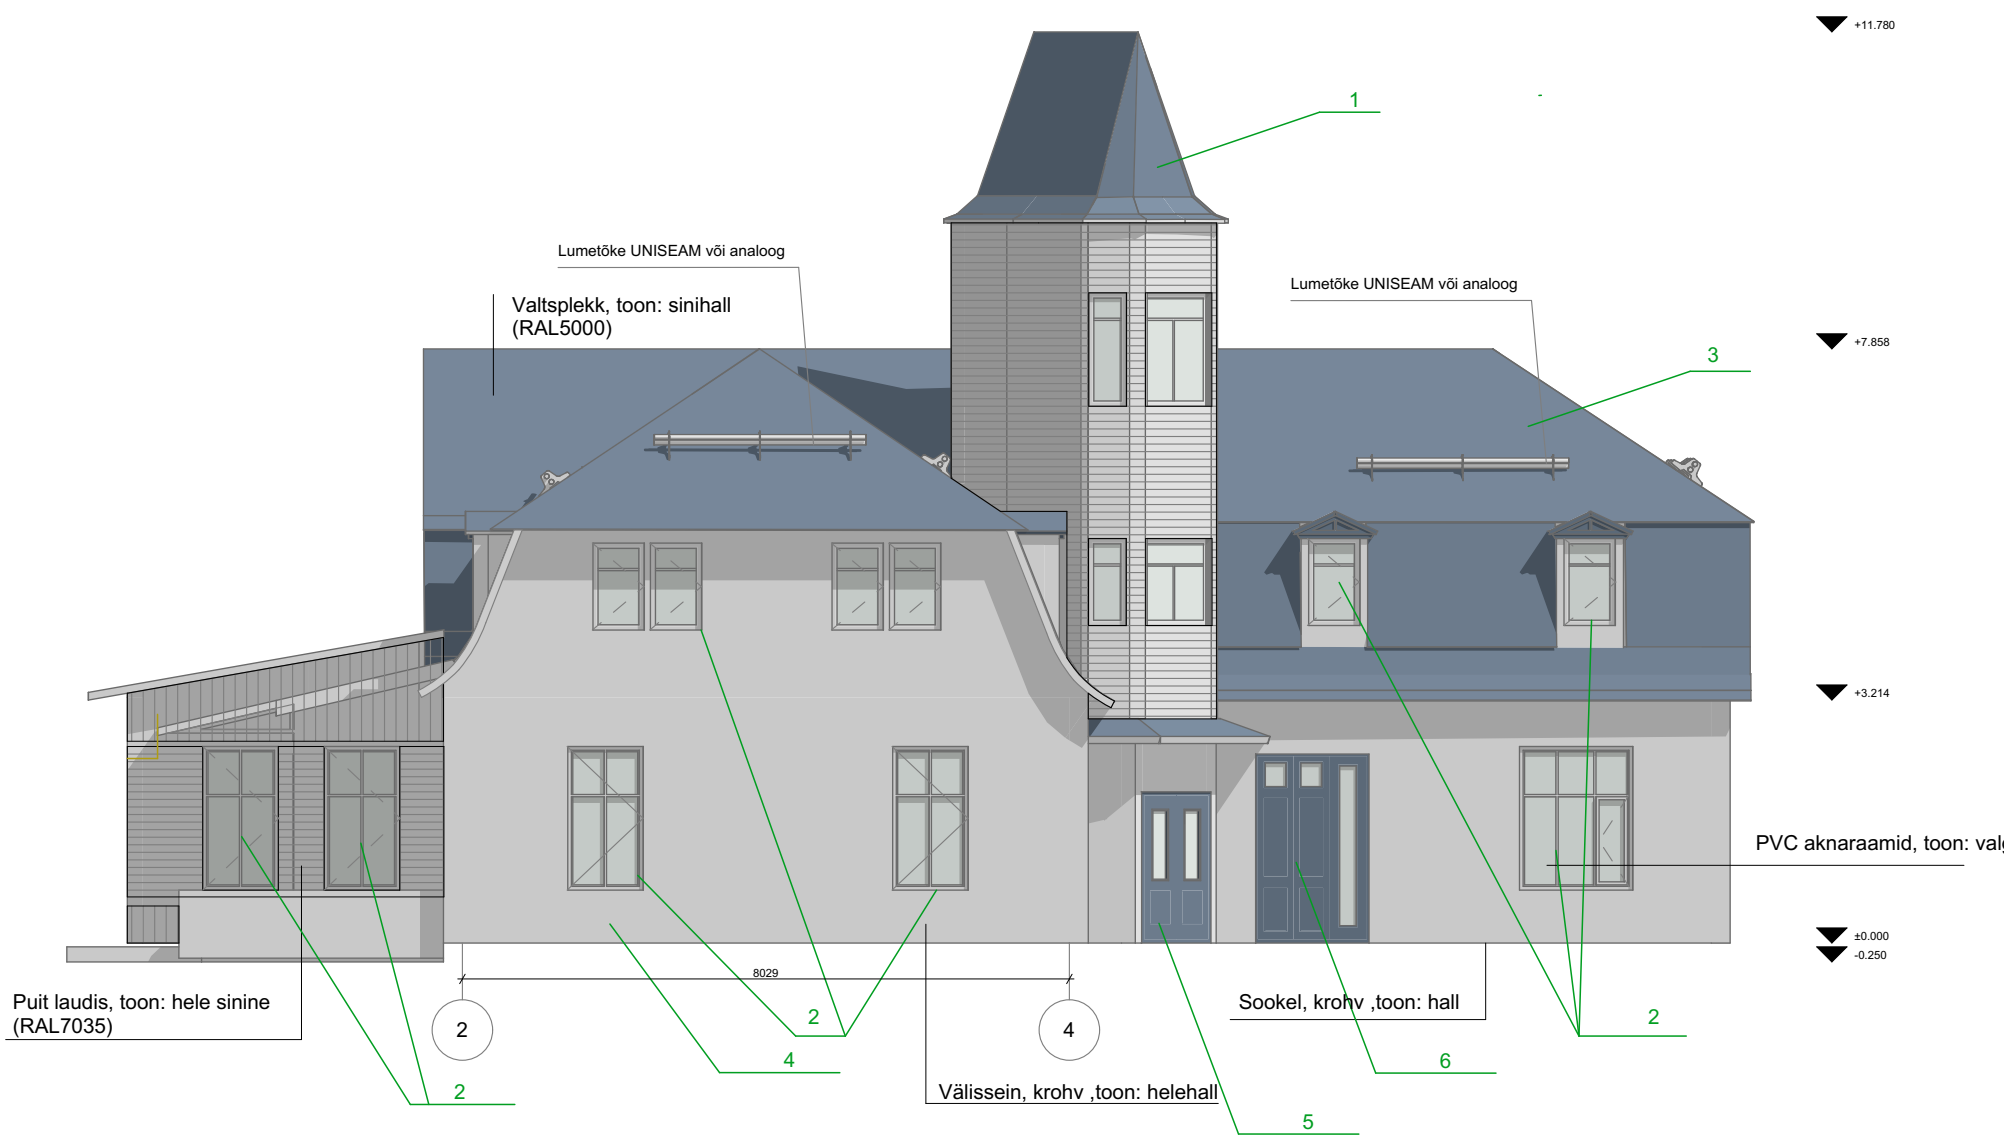 +11.780
1
Lumetõke UNISEAM või analoog
Lumetõke UNISEAM või analoog
Valtsplekk, toon: sinihall
(RAL5000)
+7.858
3
+3.214
PVC aknaraamid, toon:
±0.000
-0.250
8029
Puit laudis, toon: hele sinine
(RAL7035)
2
4
Sookel, krohv ,toon: hall
2
2
4
6
2
Välissein, krohv ,toon: helehall
5